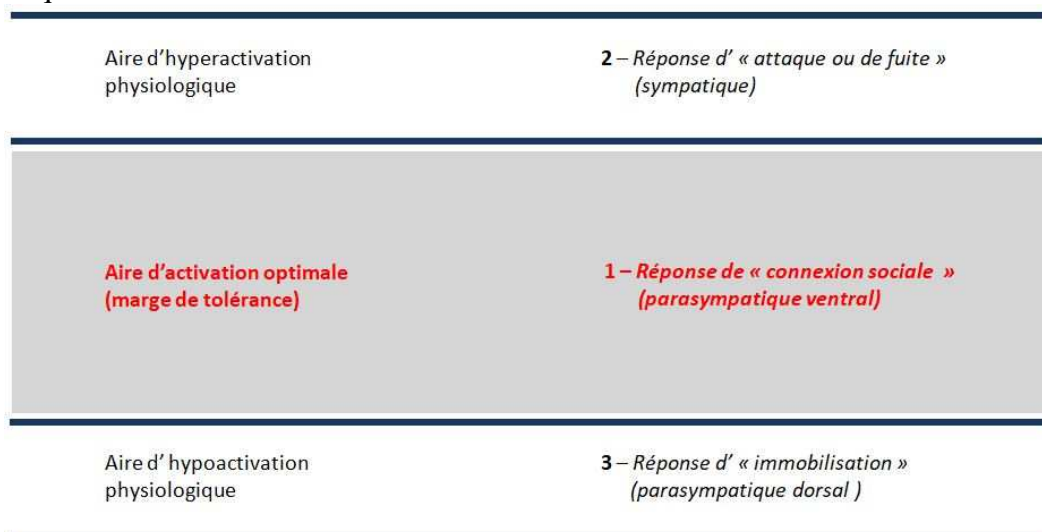 Aire d’hyperactivation
physiologique
2 – Réponse d’ « attaque ou de fuite »
(sympatique)
Aire d’activation optimale
(marge de tolérance)
1 – Réponse de « connexion sociale »
(parasympatique ventral)
Aire d’ hypoactivation
physiologique
3 – Réponse d’ « immobilisation »
(parasympatique dorsal )